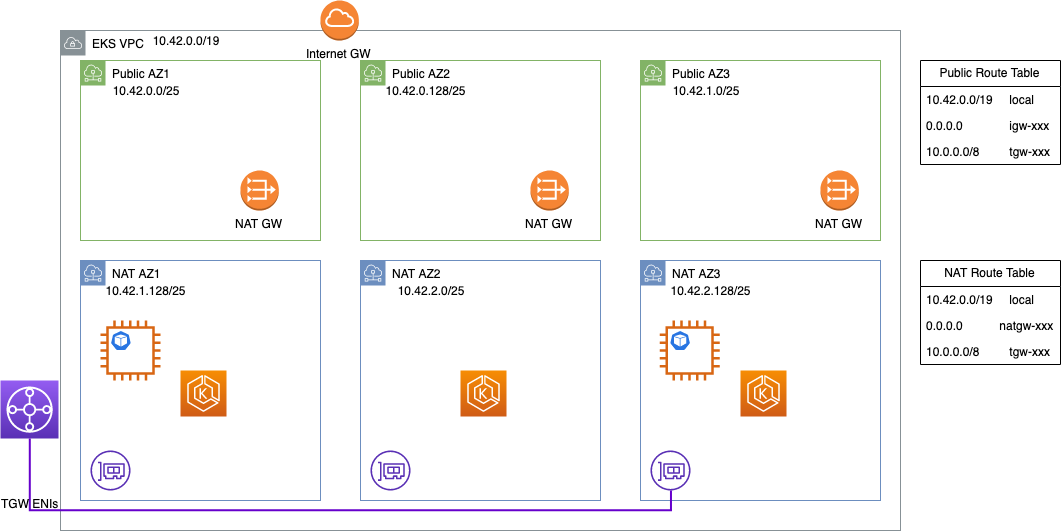 Internet GW
EKS VPC 10.42.0.0/19
Public AZ1
10.42.0.0/25
Public AZ2
10.42.0.128/25
Public AZ3
10.42.1.0/25
NAT GW
NAT GW
NAT GW
Public Route Table
10.42.0.0/19 local
0.0.0.0 igw-xxx
10.0.0.0/8 tgw-xxx
NAT AZ1
10.42.1.128/25
NAT AZ2
10.42.2.0/25
NAT AZ3
10.42.2.128/25
K
K
K
NAT Route Table
10.42.0.0/19 local
0.0.0.0 natgw-xxx
10.0.0.0/8 tgw-xxx
TGW ENIs